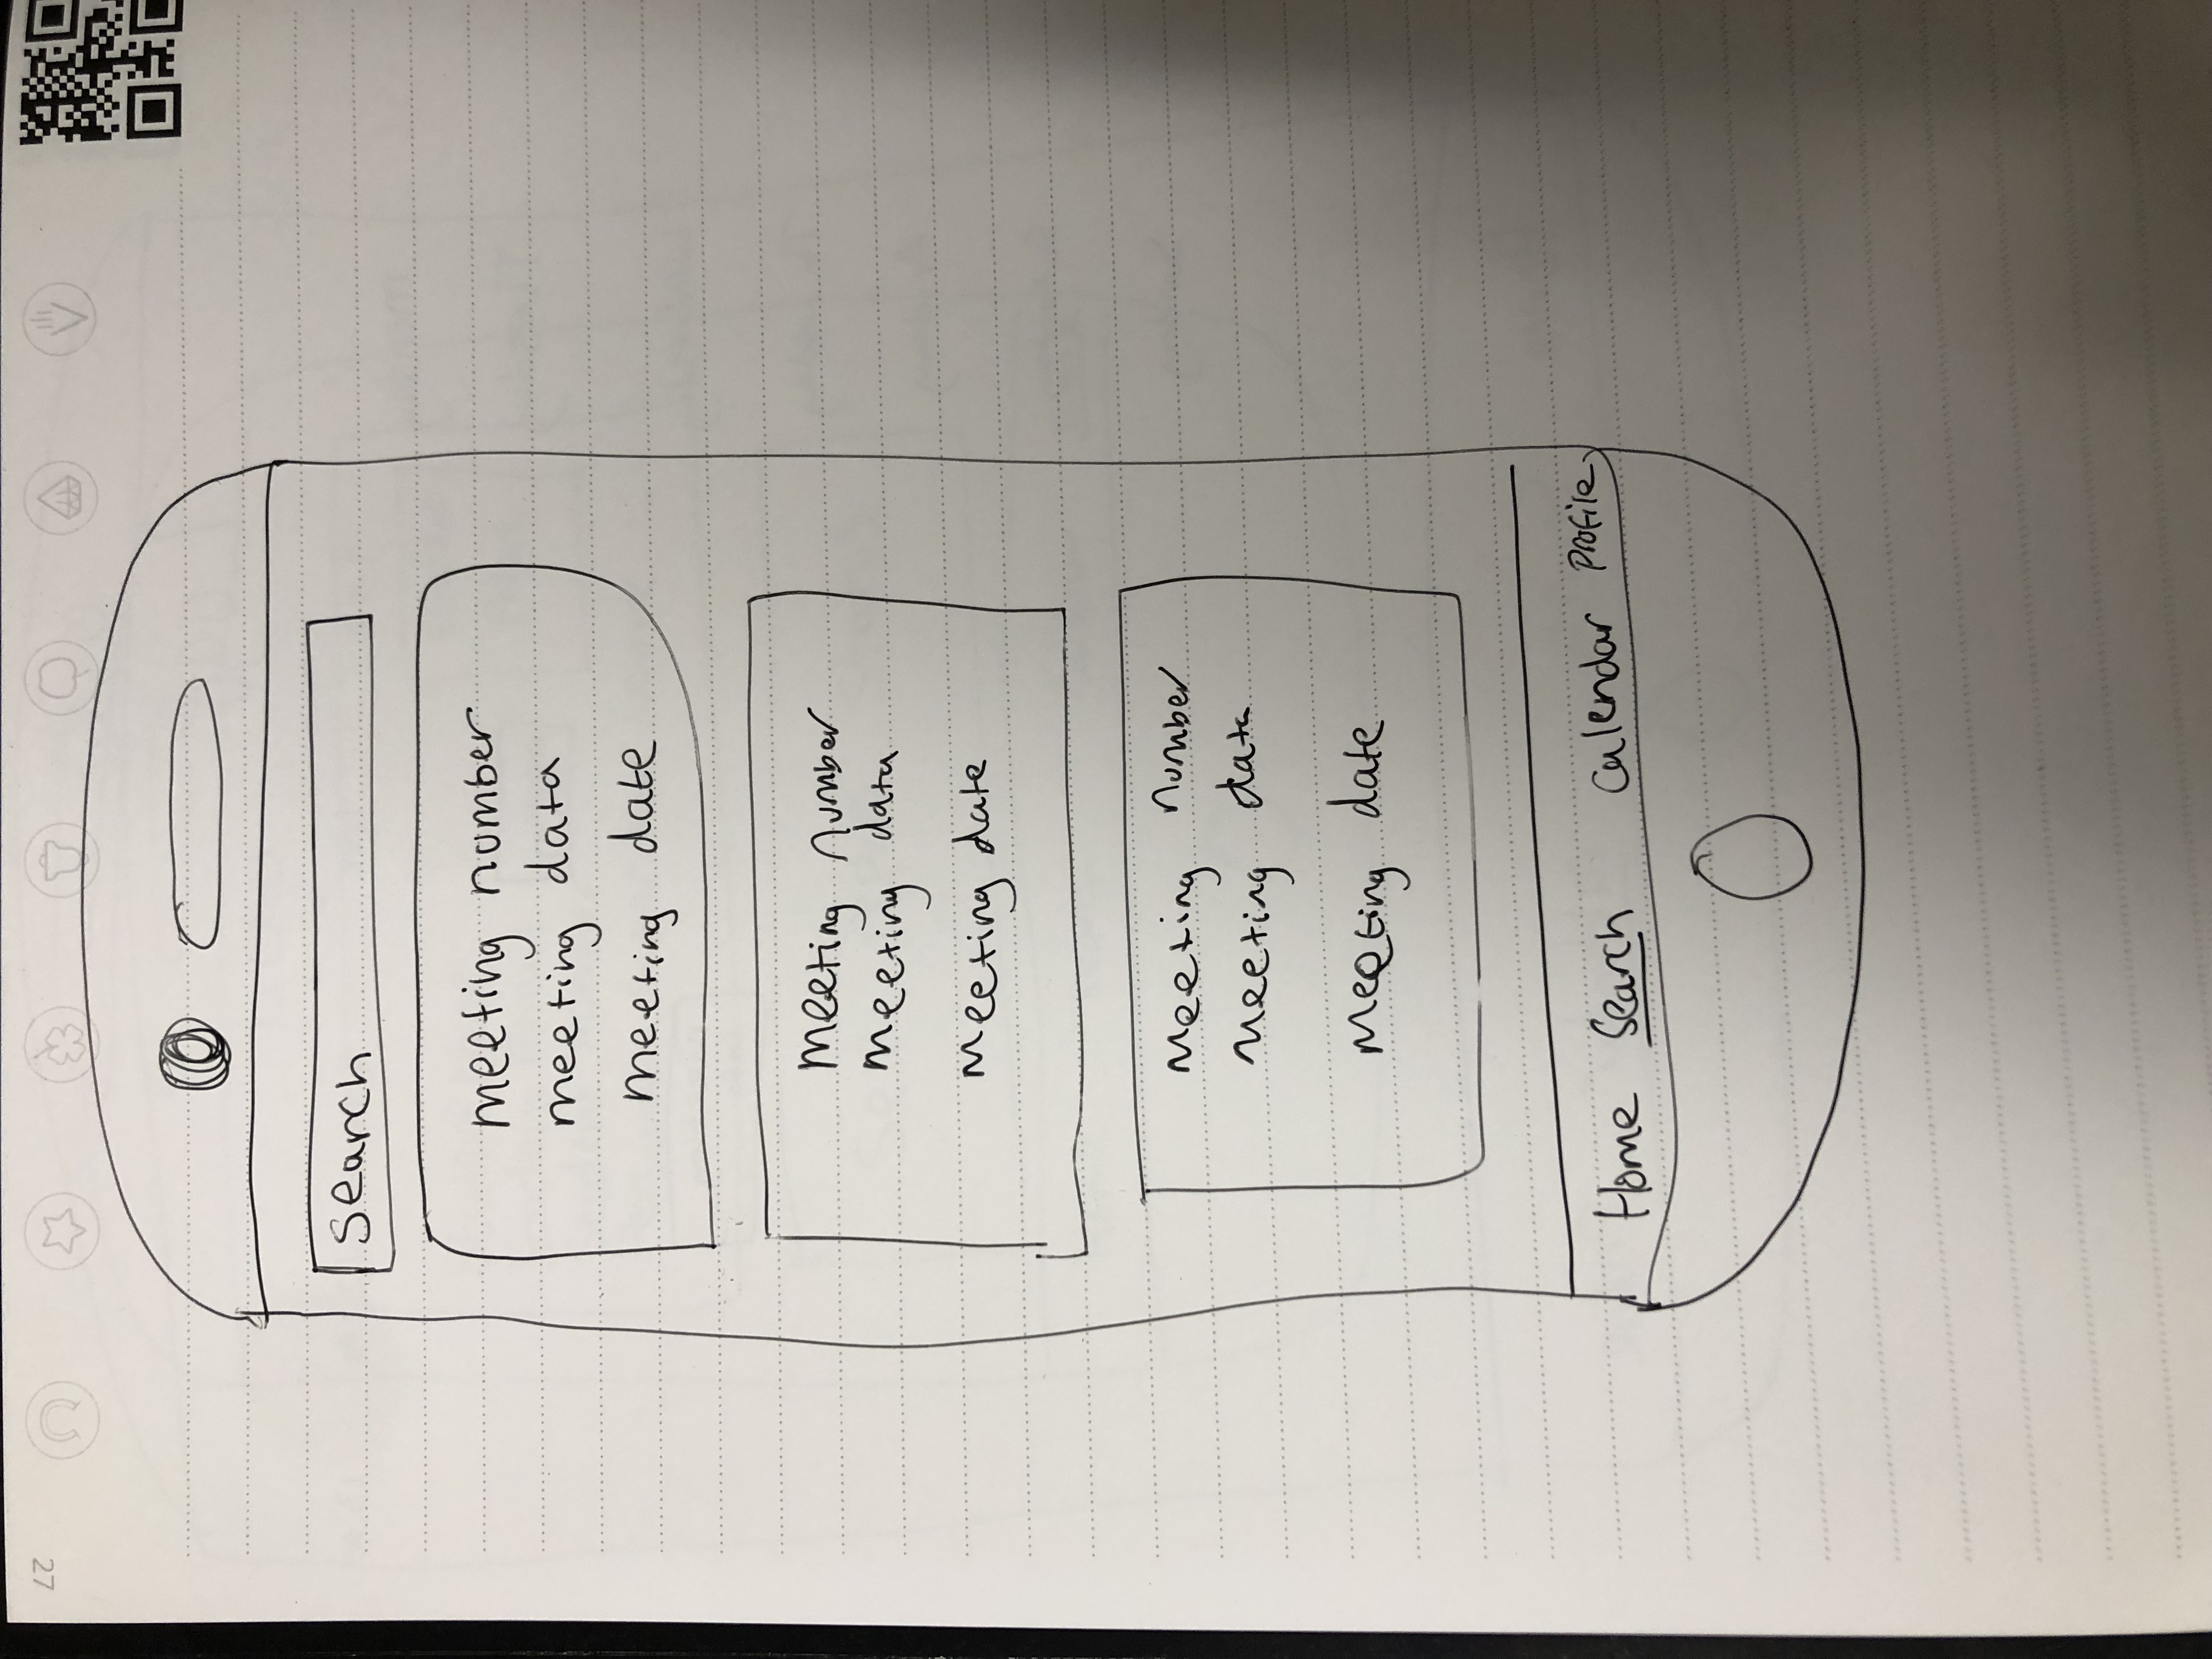 27
Search
meeting number
meeting data
meeting date
Meeting number
Meeting data
Meeting date
Meeting number
Meeting data
Meeting date
Home Search Calendar Profile